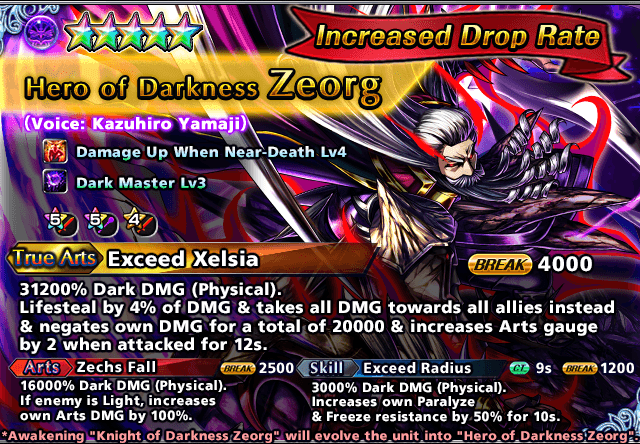 Increased Drop Rate
Hero of Darkness Zeorg
(Voice: Kazuhiro Yamaji)
Damage Up When Near-Death Lv4
Dark Master Lv3
5 5 4
True Arts Exceed Xelsia BREAK 4000
31200% Dark DMG (Physical).
Lifesteal by 4% of DMG & takes all DMG towards all allies instead
& negates own DMG for a total of 20000 & increases Arts gauge
by 2 when attacked for 12s.
Arts Zechs Fall BREAK 2500
16000% Dark DMG (Physical).
If enemy is Light, increases
own Arts DMG by 100%.
Skill Exceed Radius CT 9s BREAK 1200
3000% Dark DMG (Physical).
Increases own Paralyze
& Freeze resistance by 50% for 10s.
*Awakening "Knight of Darkness Zeorg" will evolve the unit into "Hero of Darkness Zeorg"